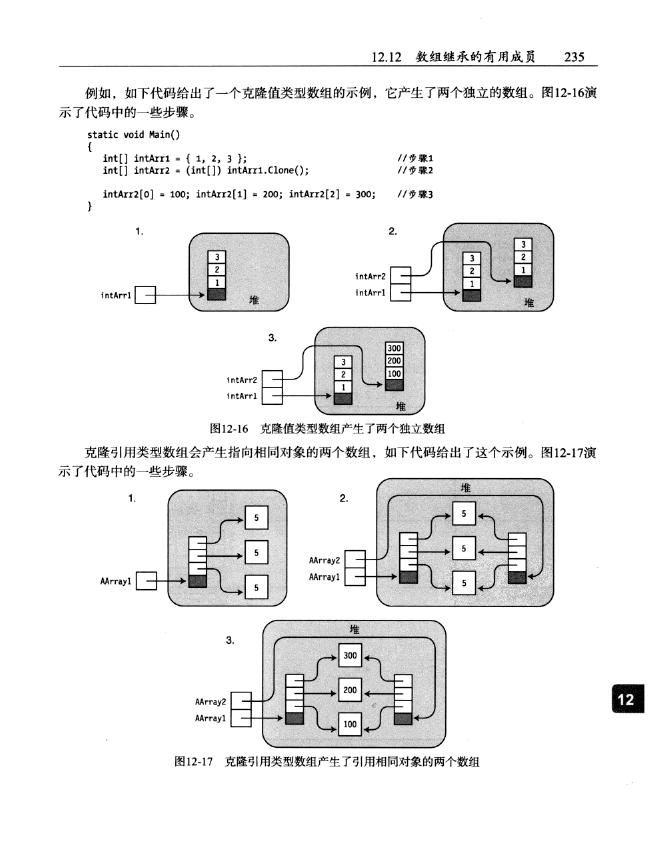 12.12 数组继承的有用成员 235
例如，如下代码给出了一个克隆值类型数组的示例，它产生了两个独立的数组。图12-16演
示了代码中的一些步骤。
static void Main()
{
int[] intArr1 = { 1, 2, 3 }; //步骤1
int[] intArr2 = (int[]) intArr1.Clone(); //步骤2
intArr2[0] = 100; intArr2[1] = 200; intArr2[2] = 300; //步骤3
}
1.
3
2
1
intArr1
堆
2.
3
2
1
3
2
1
intArr2
intArr1
堆
3.
300
200
100
3
2
1
intArr2
intArr1
堆
图12-16 克隆值类型数组产生了两个独立数组
克隆引用类型数组会产生指向相同对象的两个数组，如下代码给出了这个示例。图12-17演
示了代码中的一些步骤。
1.
5
5
5
AArray1
2.
堆
5
5
5
AArray2
AArray1
3.
堆
300
200
100
AArray2
AArray1
12
图12-17 克隆引用类型数组产生了引用相同对象的两个数组